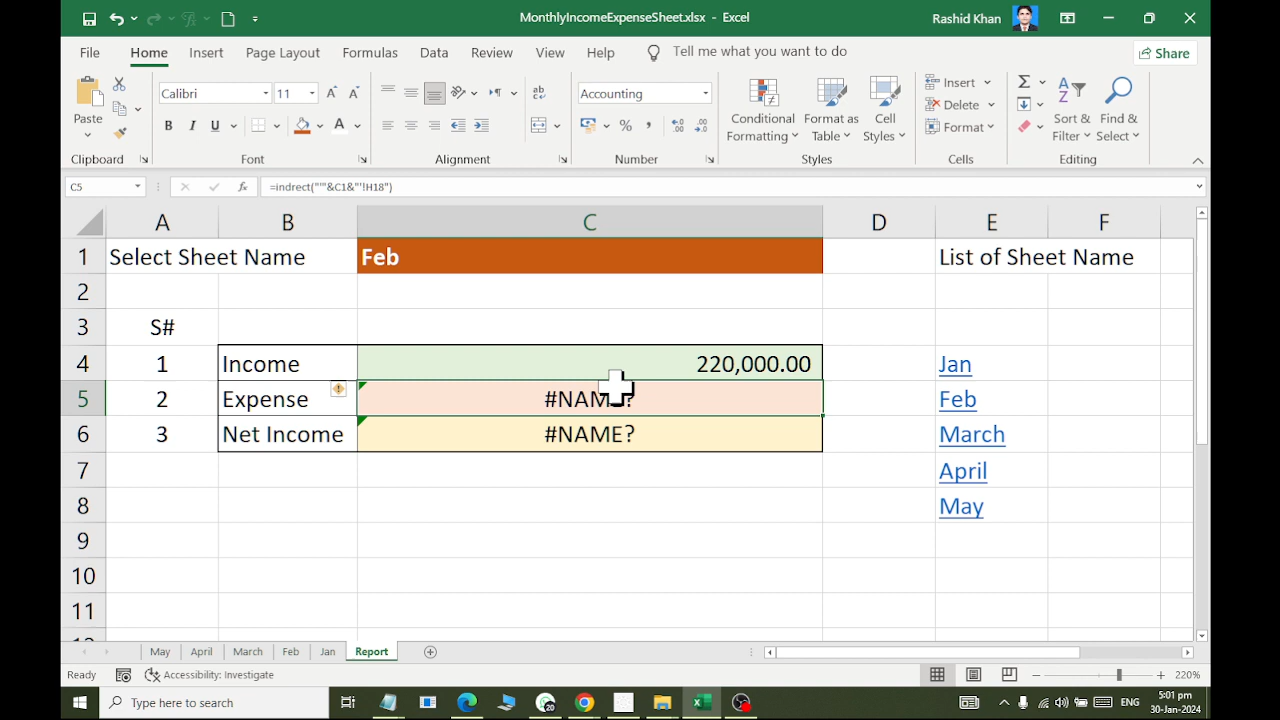 MonthlyIncomeExpenseSheet.xlsx - Excel
Rashid Khan
File Home Insert Page Layout Formulas Data Review View Help Tell me what you want to do
Share
Paste
Clipboard
Calibri 11
B I U
Font
ab
Alignment
Accounting
% ,
Number
Conditional Formatting
Format as Table
Cell Styles
Styles
Insert
Delete
Format
Cells
Sort & Filter
Find & Select
Editing
C5
fx
=indrect("'"&C1&"'!H18")
A B C D E F
1 Select Sheet Name Feb List of Sheet Name
2
3 S#
4 1 Income 220,000.00 Jan
5 2 Expense #NAME? Feb
6 3 Net Income #NAME? March
7 April
8 May
9
10
11
May April March Feb Jan Report
Ready Accessibility: Investigate 220%
Type here to search
ENG
5:01 pm
30-Jan-2024